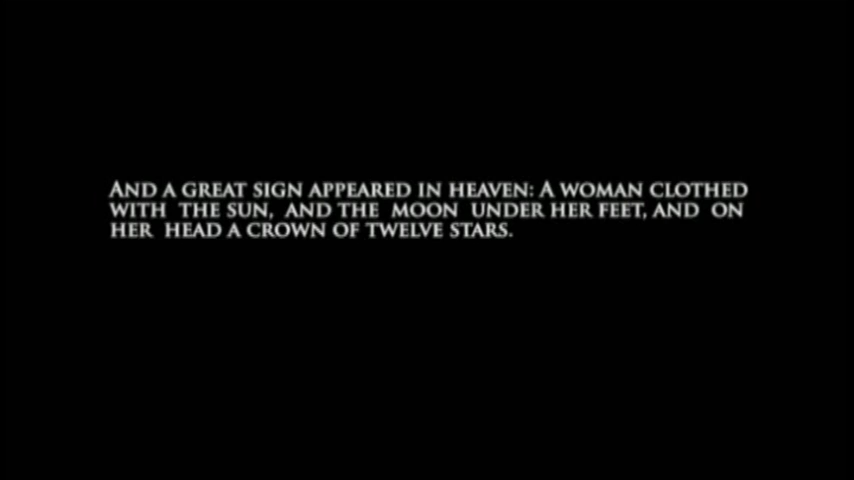 AND A GREAT SIGN APPEARED IN HEAVEN: A WOMAN CLOTHED
WITH THE SUN, AND THE MOON UNDER HER FEET, AND ON
HER HEAD A CROWN OF TWELVE STARS.